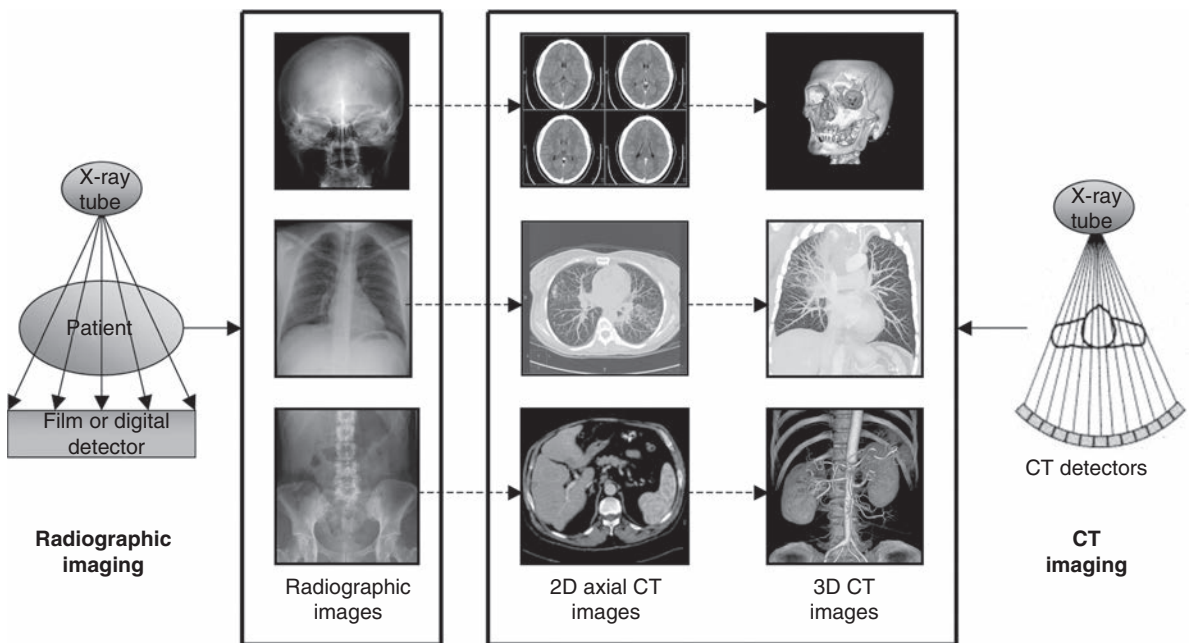 X-ray
tube
Patient
Film or digital
detector
Radiographic
imaging
Radiographic
images
2D axial CT
images
3D CT
images
X-ray
tube
CT detectors
CT
imaging